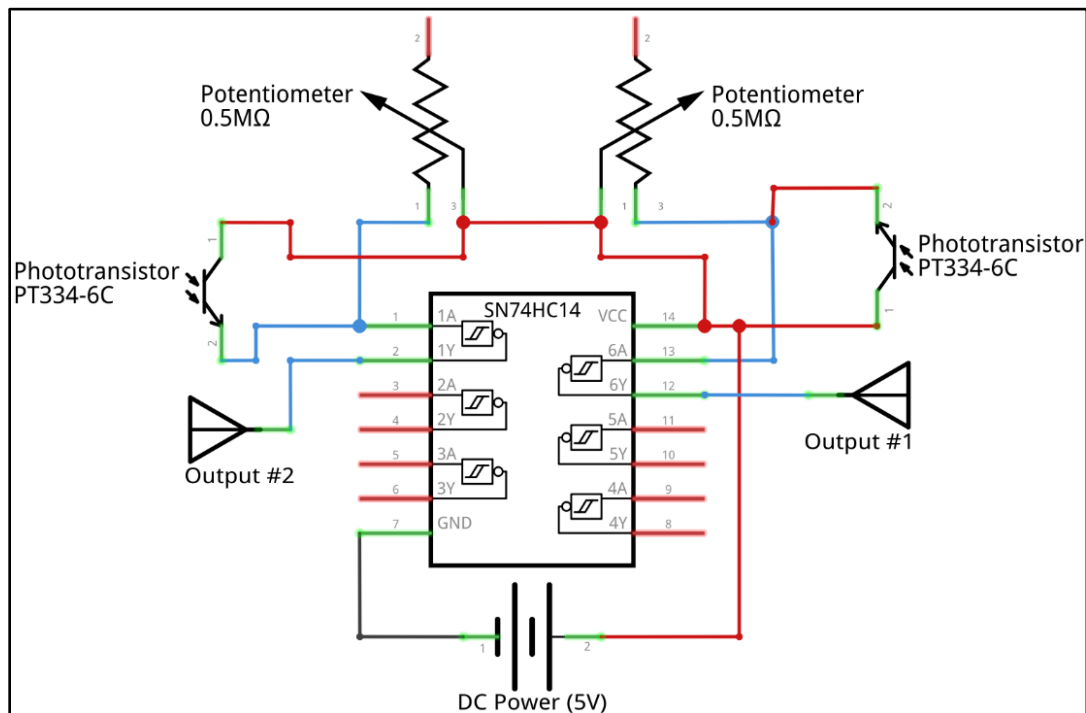 2
2
Potentiometer
0.5MΩ
Potentiometer
0.5MΩ
1
3
1
3
1
2
Phototransistor
PT334-6C
2
1
Phototransistor
PT334-6C
SN74HC14
1
1A
VCC
14
2
1Y
6A
13
3
2A
6Y
12
4
2Y
5A
11
5
3A
5Y
10
6
3Y
4A
9
7
GND
4Y
8
Output #1
Output #2
1
2
DC Power (5V)